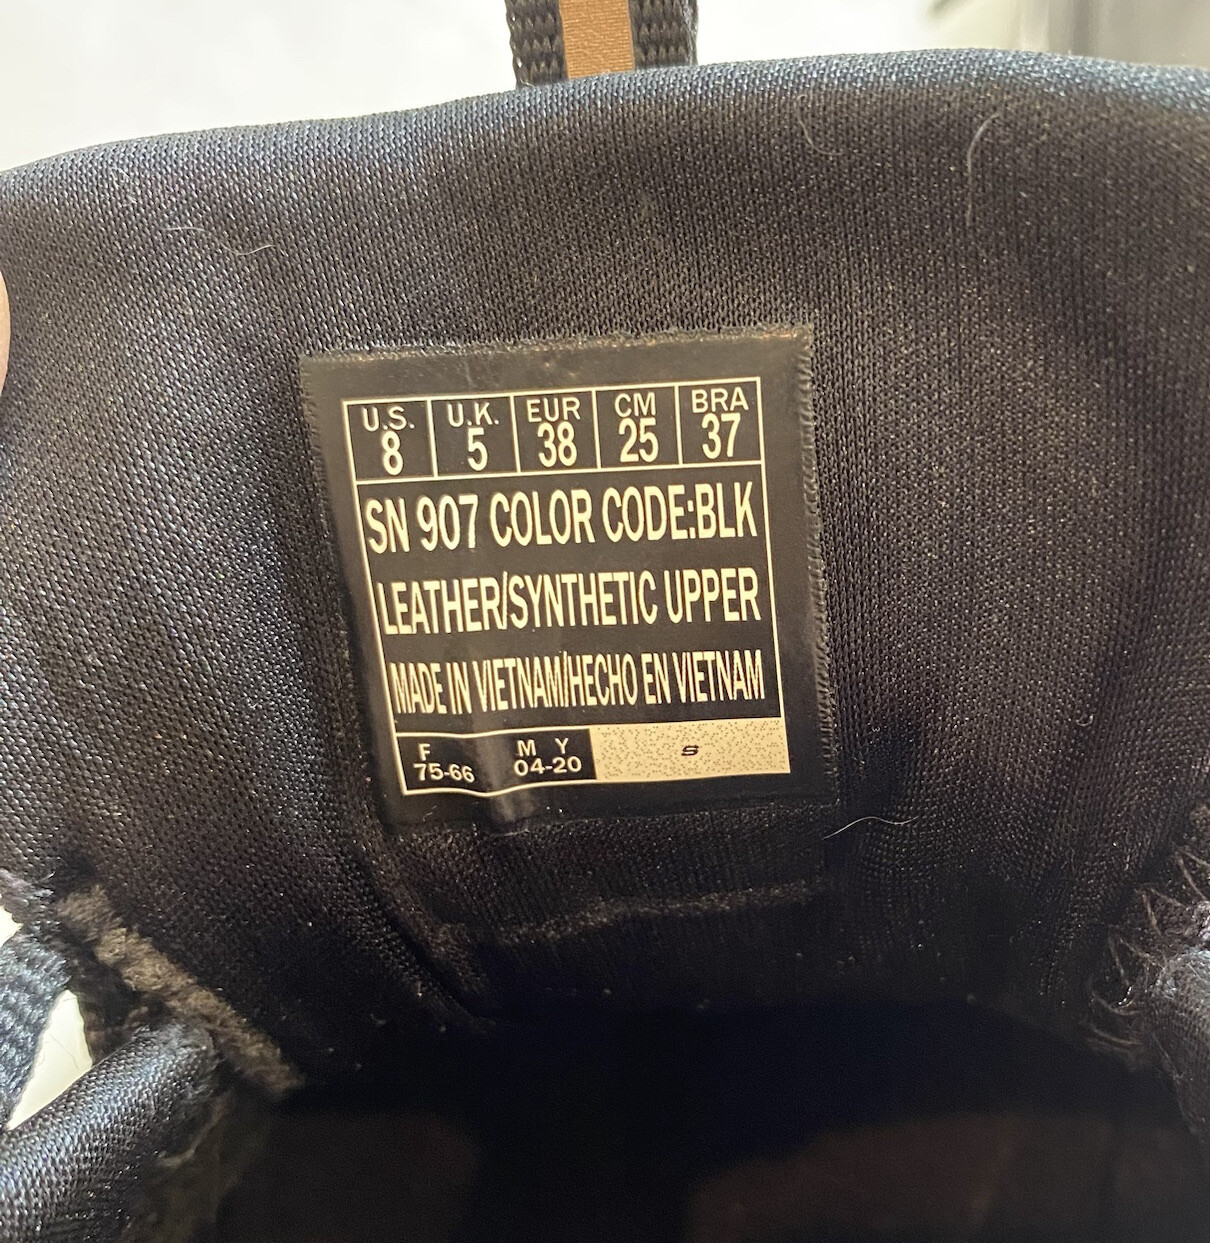 U.S. U.K. EUR CM BRA
8 5 38 25 37
SN 907 COLOR CODE:BLK
LEATHER/SYNTHETIC UPPER
MADE IN VIETNAM/HECHO EN VIETNAM
F M Y
75-66 04-20
S